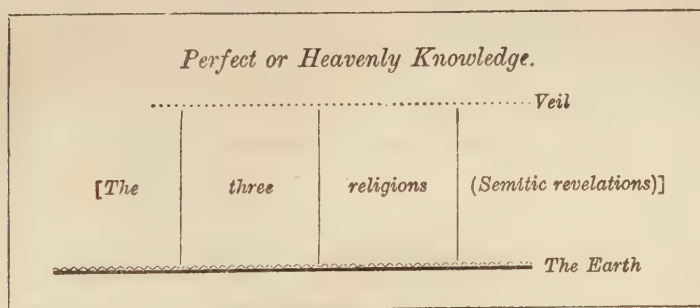 Perfect or Heavenly Knowledge.
Veil
[The three religions (Semitic revelations)]
The Earth